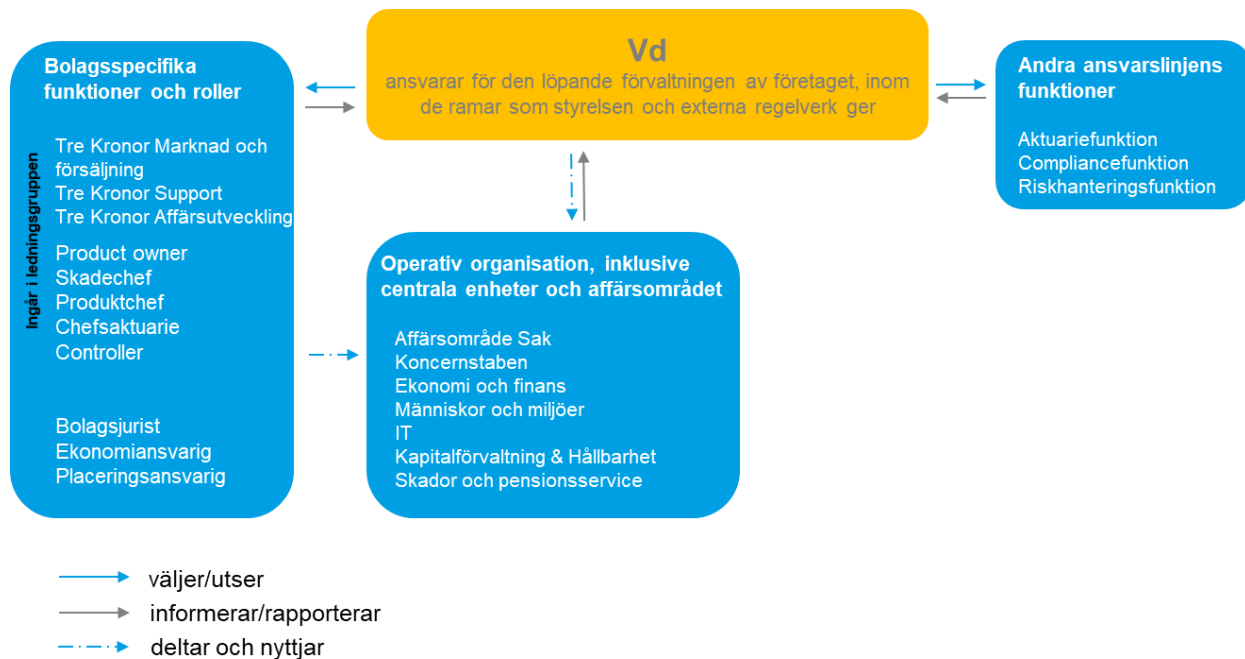 Vd
ansvarar för den löpande förvaltningen av företaget, inom
de ramar som styrelsen och externa regelverk ger
Bolagsspecifika
funktioner och roller
Ingår i ledningsgruppen
Tre Kronor Marknad och
försäljning
Tre Kronor Support
Tre Kronor Affärsutveckling
Product owner
Skadechef
Produktchef
Chefsaktuarie
Controller
Bolagsjurist
Ekonomiansvarig
Placeringsansvarig
Operativ organisation, inklusive
centrala enheter och affärsområdet
Affärsområde Sak
Koncernstaben
Ekonomi och finans
Människor och miljöer
IT
Kapitalförvaltning & Hållbarhet
Skador och pensionsservice
Andra ansvarslinjens
funktioner
Aktuariefunktion
Compliancefunktion
Riskhanteringsfunktion
väljer/utser
informerar/rapporterar
deltar och nyttjar